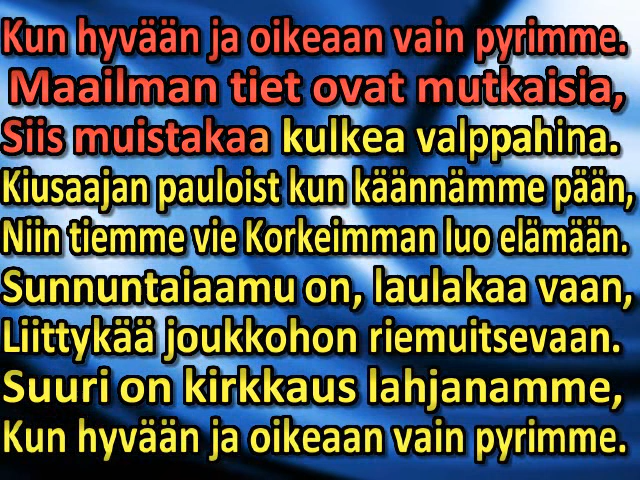 Kun hyvään ja oikeaan vain pyrimme.
Maailman tiet ovat mutkaisia,
Siis muistakaa kulkea valppahina.
Kiusaajan pauloist kun käännämme pään,
Niin tiemme vie Korkeimman luo elämään.
Sunnuntaiaamu on, laulakaa vaan,
Liittykää joukkohon riemuitsevaan.
Suuri on kirkkaus lahjanamme,
Kun hyvään ja oikeaan vain pyrimme.